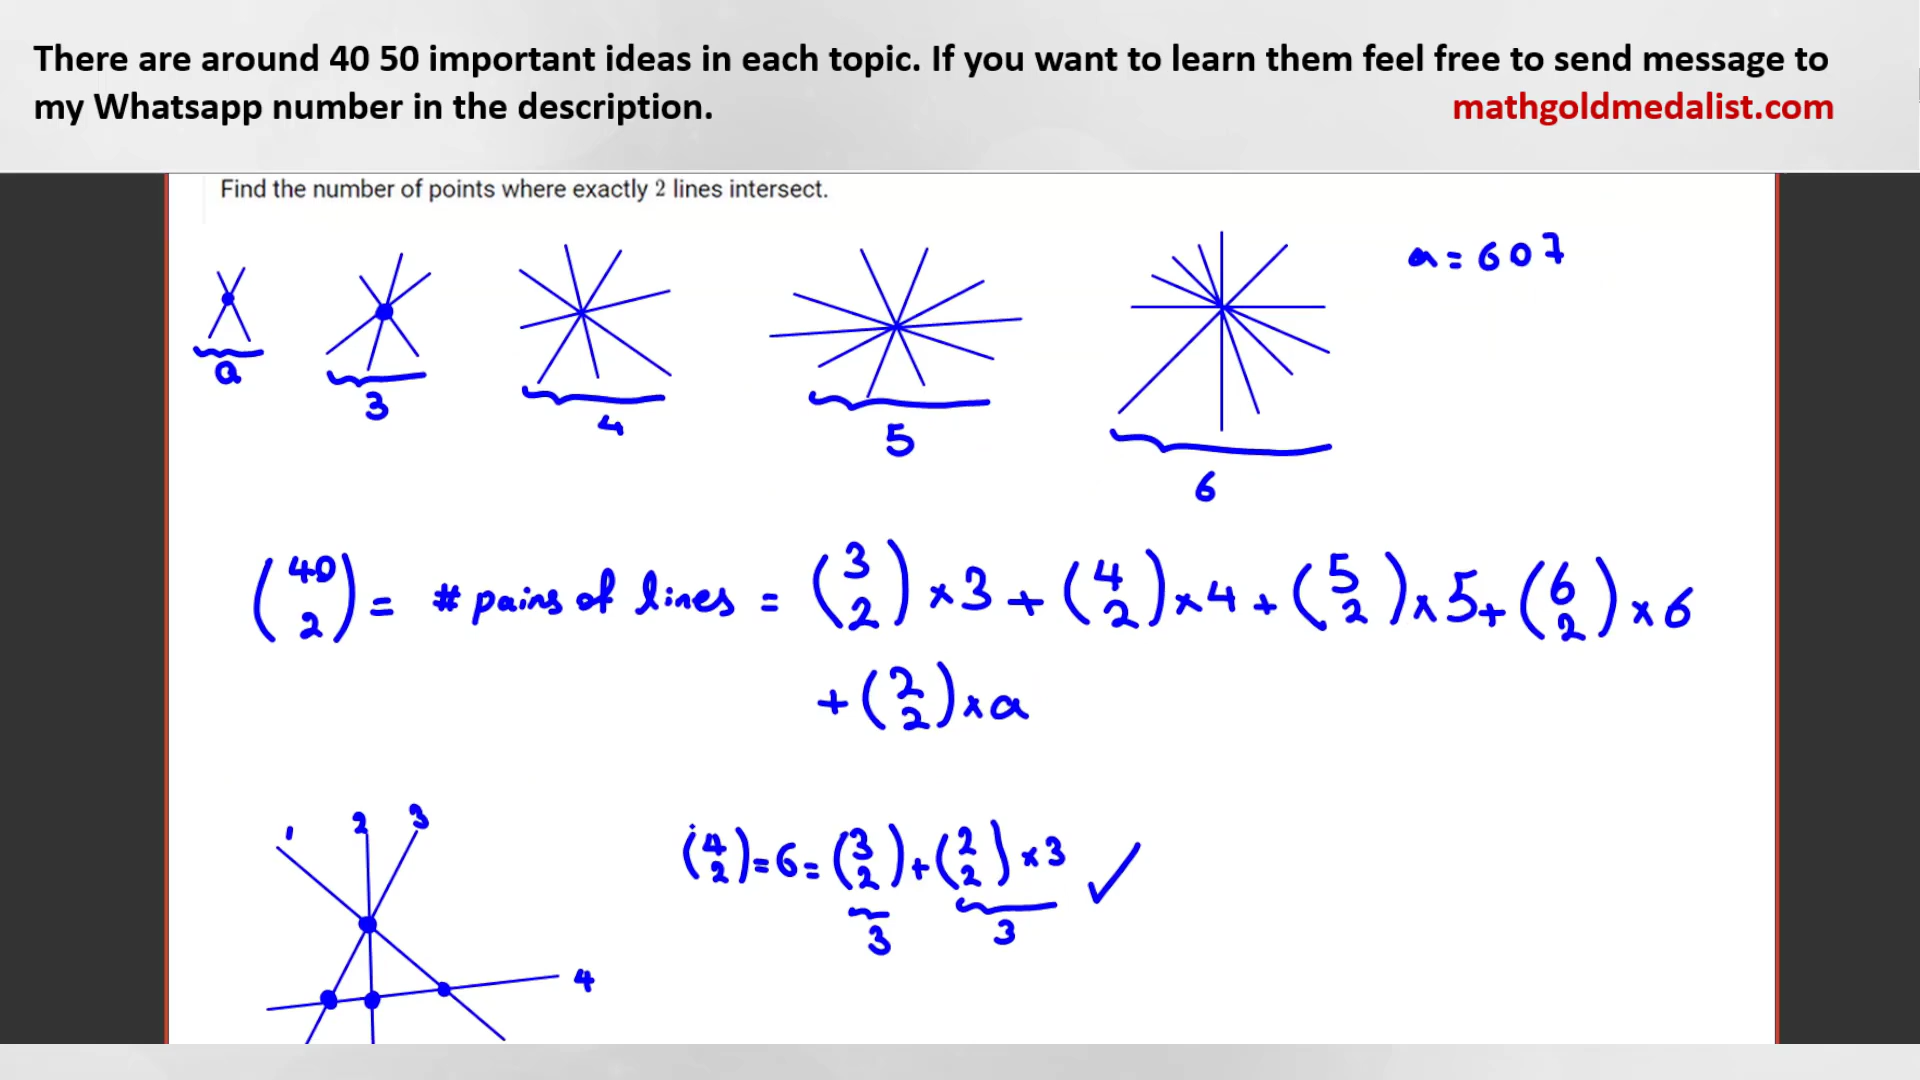 There are around 40 50 important ideas in each topic. If you want to learn them feel free to send message to
my Whatsapp number in the description. mathgoldmedalist.com
Find the number of points where exactly 2 lines intersect.
a = 607
a
3
4
5
6
(40 2) = # pairs of lines = (3 2) × 3 + (4 2) × 4 + (5 2) × 5 + (6 2) × 6
+ (2 2) × a
1 2 3
(4 2) = 6 = (3 2) + (2 2) × 3 ✓
3 3
4